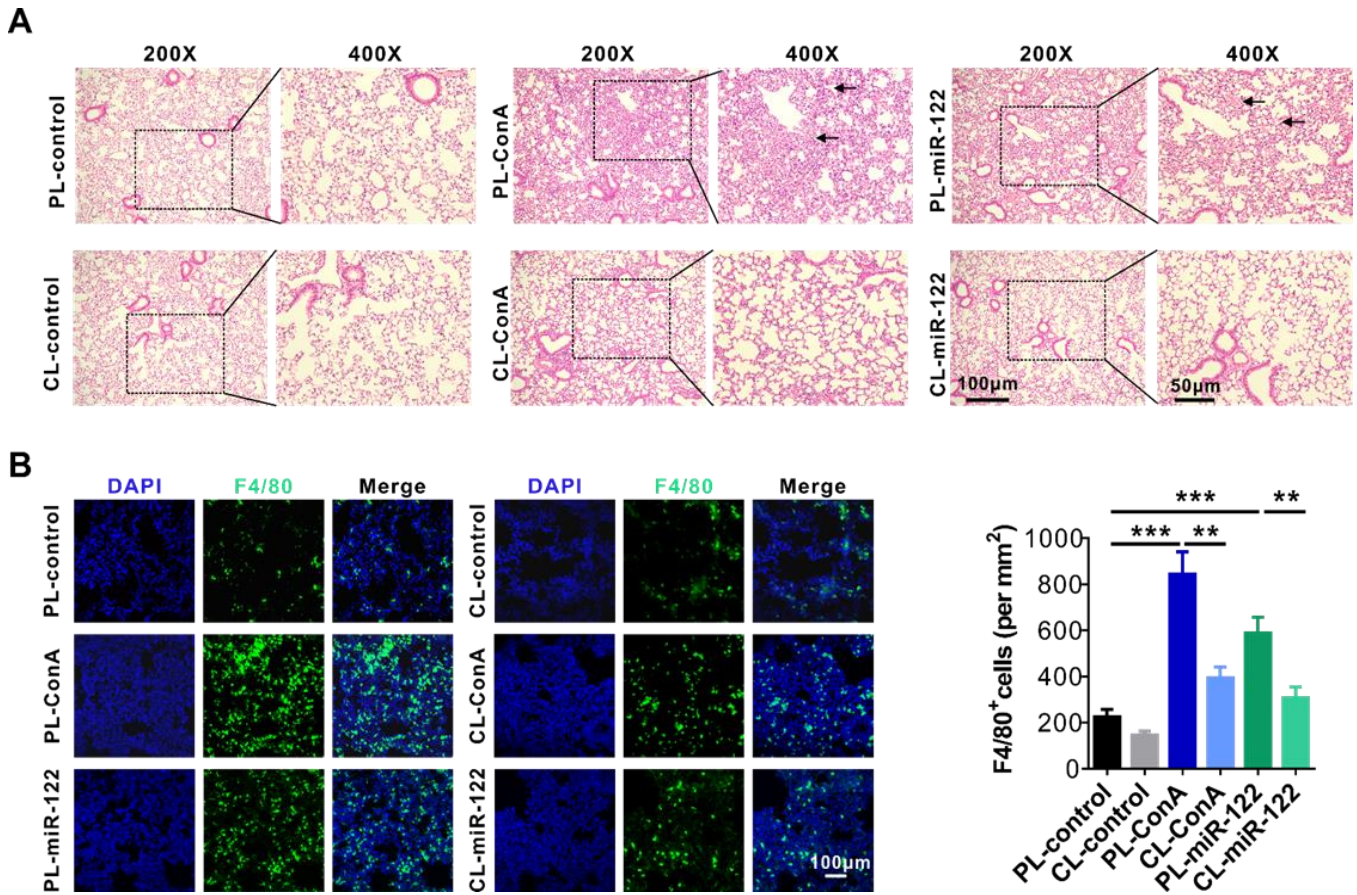 A
200X 400X 200X 400X 200X 400X
PL-control
PL-ConA
PL-miR-122
CL-control
CL-ConA
CL-miR-122
100μm 50μm
B
DAPI F4/80 Merge DAPI F4/80 Merge
PL-control
CL-control
PL-ConA
CL-ConA
PL-miR-122
CL-miR-122
100μm
*** **
*** **
F4/80+cells (per mm2)
1000
800
600
400
200
0
PL-control
CL-control
PL-ConA
CL-ConA
PL-miR-122
CL-miR-122